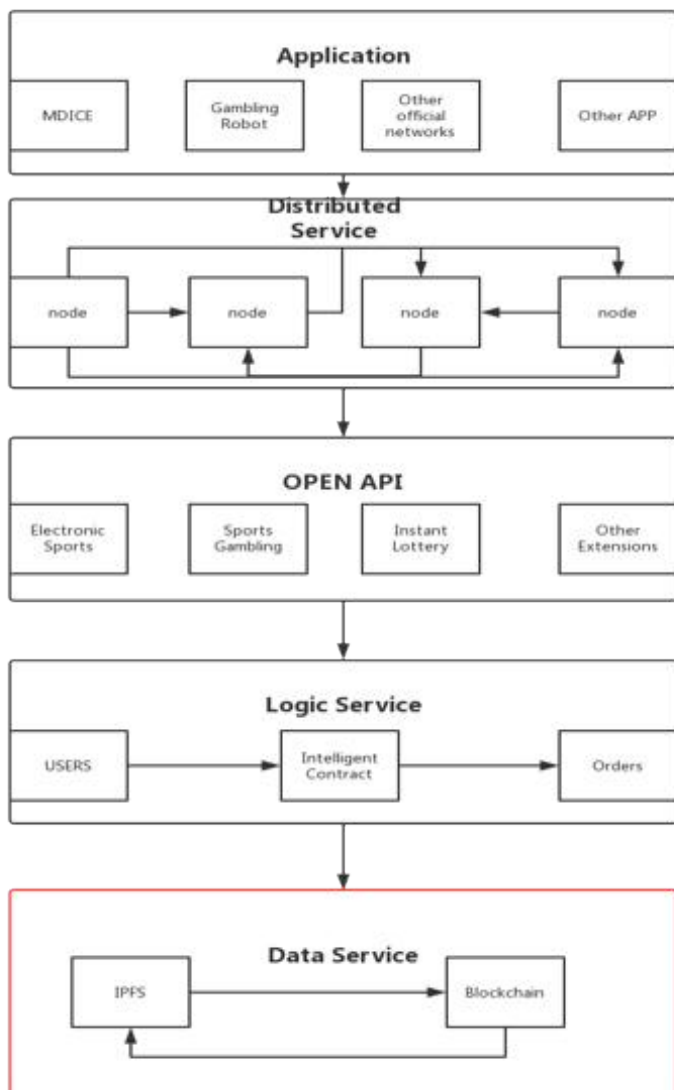 Application
MDICE
Gambling
Robot
Other
official
networks
Other APP
Distributed
Service
node
node
node
node
OPEN API
Electronic
Sports
Sports
Gambling
Instant
Lottery
Other
Extensions
Logic Service
USERS
Intelligent
Contract
Orders
Data Service
IPFS
Blockchain